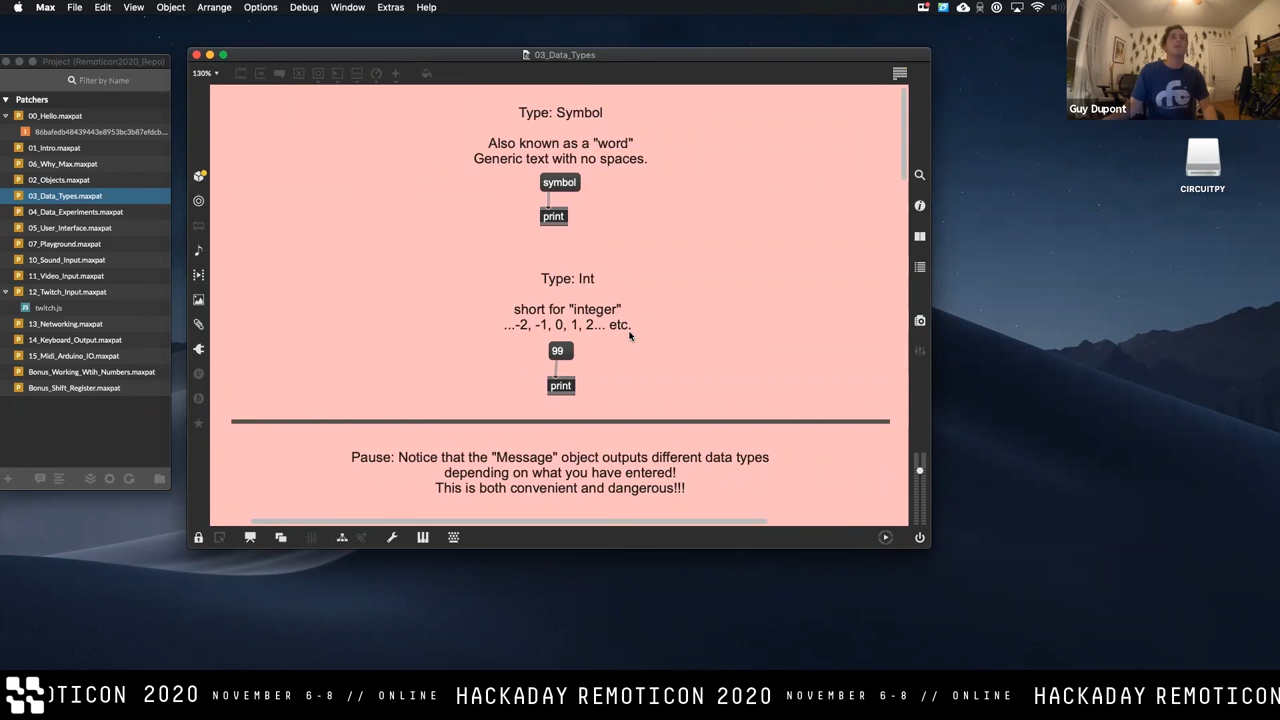 Max File Edit View Object Arrange Options Debug Window Extras Help
Project (Remoticon2020_Repo)
Filter by Name
Patchers
00_Hello.maxpat
86bafedb48439443e8953bc3b87efdcb...
01_Intro.maxpat
06_Why_Max.maxpat
02_Objects.maxpat
03_Data_Types.maxpat
04_Data_Experiments.maxpat
05_User_Interface.maxpat
07_Playground.maxpat
10_Sound_Input.maxpat
11_Video_Input.maxpat
12_Twitch_Input.maxpat
twitch.js
13_Networking.maxpat
14_Keyboard_Output.maxpat
15_Midi_Arduino_IO.maxpat
Bonus_Working_Wtih_Numbers.maxpat
Bonus_Shift_Register.maxpat
03_Data_Types
130%
Type: Symbol
Also known as a "word"
Generic text with no spaces.
symbol
print
Type: Int
short for "integer"
...-2, -1, 0, 1, 2... etc.
99
print
Pause: Notice that the "Message" object outputs different data types
depending on what you have entered!
This is both convenient and dangerous!!!
Guy Dupont
CIRCUITPY
OTICON 2020 NOVEMBER 6-8 // ONLINE HACKADAY REMOTICON 2020 NOVEMBER 6-8 // ONLINE HACKADAY REMOTICON